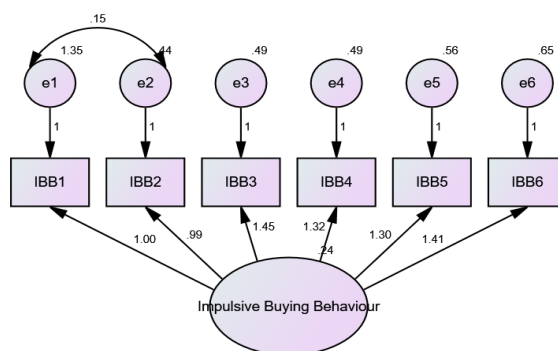 .15
1.35
.44
.49
.49
.56
.65
e1
e2
e3
e4
e5
e6
1
1
1
1
1
1
IBB1
IBB2
IBB3
IBB4
IBB5
IBB6
1.00
.99
1.45
1.32
1.30
1.41
.24
Impulsive Buying Behaviour